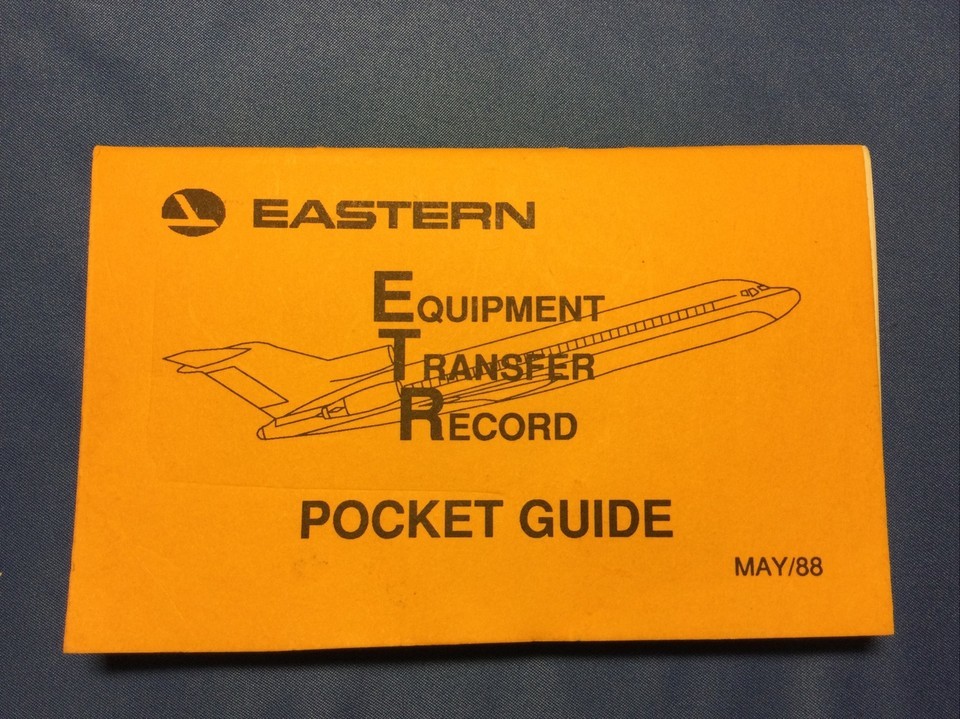 EASTERN
EQUIPMENT
TRANSFER
RECORD
POCKET GUIDE
MAY/88